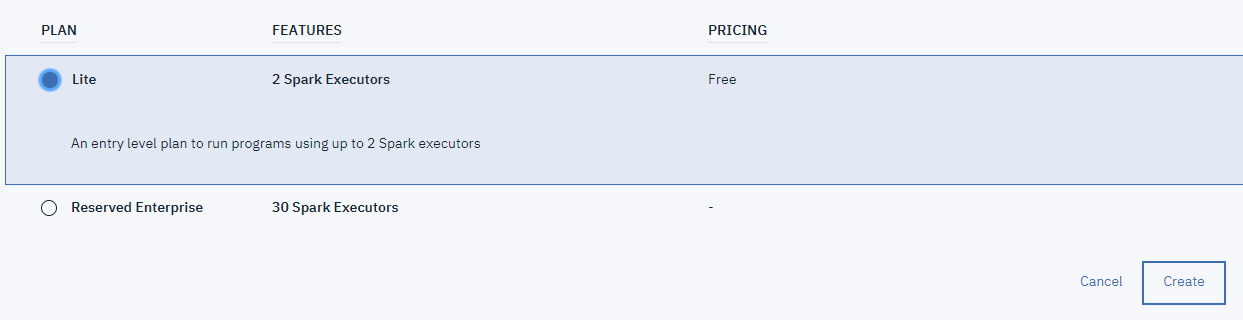 PLAN FEATURES PRICING
Lite 2 Spark Executors Free
An entry level plan to run programs using up to 2 Spark executors
Reserved Enterprise 30 Spark Executors -
Cancel Create